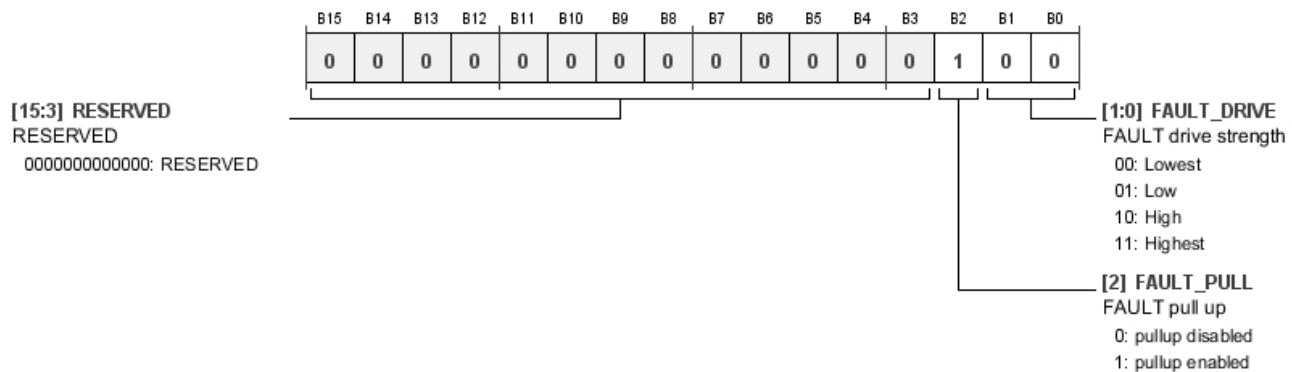 B15 B14 B13 B12 B11 B10 B9 B8 B7 B6 B5 B4 B3 B2 B1 B0
0 0 0 0 0 0 0 0 0 0 0 0 0 1 0 0
[15:3] RESERVED
RESERVED
0000000000000: RESERVED
[1:0] FAULT_DRIVE
FAULT drive strength
00: Lowest
01: Low
10: High
11: Highest
[2] FAULT_PULL
FAULT pull up
0: pullup disabled
1: pullup enabled